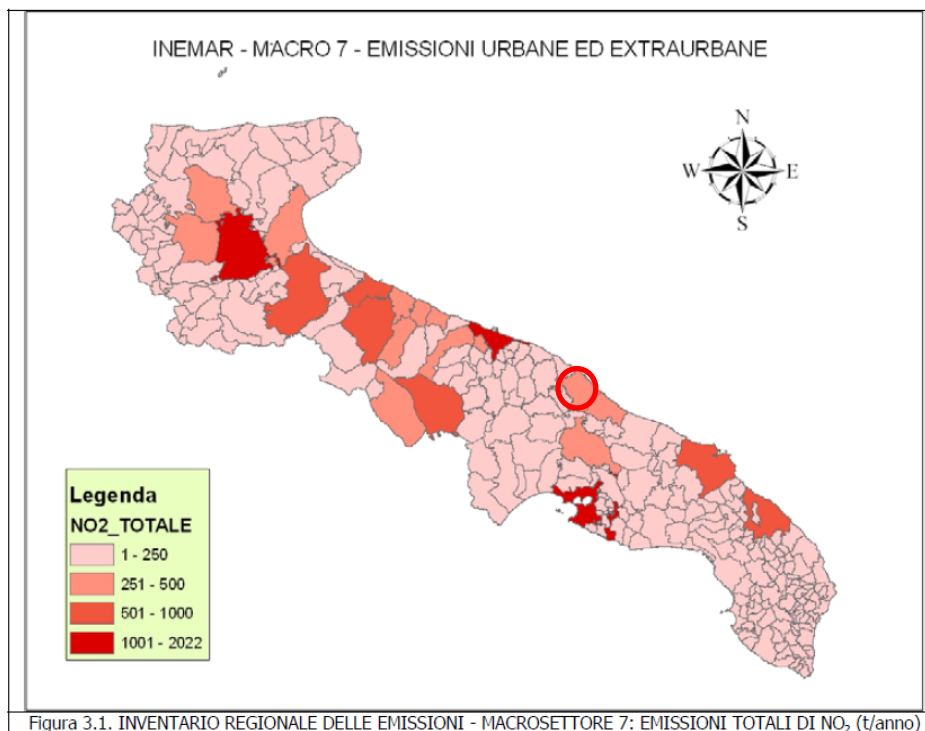 INEMAR - MACRO 7 - EMISSIONI URBANE ED EXTRAURBANE
N
W E
S
Legenda
NO2_TOTALE
1 - 250
251 - 500
501 - 1000
1001 - 2022
Figura 3.1. INVENTARIO REGIONALE DELLE EMISSIONI - MACROSETTORE 7: EMISSIONI TOTALI DI NO₂ (t/anno)